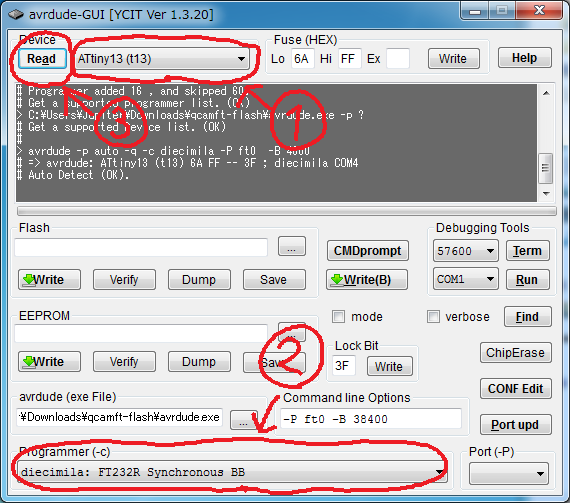 avrdude-GUI [YCIT Ver 1.3.20]
Device
Read
ATtiny13 (t13)
Fuse (HEX)
Lo 6A Hi FF Ex
Write
Help
# Programer added 16 , and skipped 60
# Get a supported programmer list. (OK)
> C:¥Users¥Jupiter¥Downloads¥qcamft-flash¥avrdude.exe -p ?
# Get a supported device list. (OK)
#
> avrdude -p auto -q -c diecimila -P ft0 -B 4800
# => avrdude: ATtiny13 (t13) 6A FF -- 3F ; diecimila COM4
# Auto Detect (OK).
①
③
Flash
...
Write
Verify
Dump
Save
CMDprompt
Write(B)
Debugging Tools
57600
Term
COM1
Run
EEPROM
...
Write
Verify
Dump
Save
②
mode
verbose
Find
Lock Bit
3F
Write
ChipErase
CONF Edit
avrdude (exe File)
¥Downloads¥qcamft-flash¥avrdude.exe
...
Command line Options
-P ft0 -B 38400
Port upd
Programmer (-c)
diecimila: FT232R Synchronous BB
Port (-P)